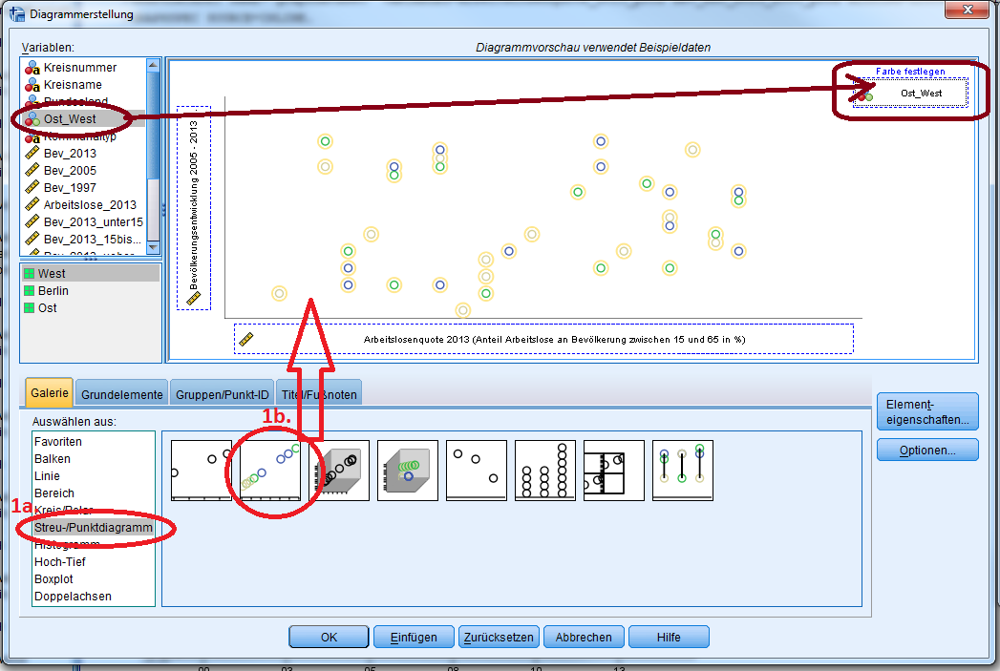 Diagrammerstellung
Variablen:
Diagrammvorschau verwendet Beispieldaten
Kreisnummer
Kreisname
Bundesland
Ost_West
Kommunaltyp
Bev_2013
Bev_2005
Bev_1997
Arbeitslose_2013
Bev_2013_unter15
Bev_2013_15bis...
West
Berlin
Ost
Farbe festlegen
Ost_West
Bevölkerungsentwicklung 2005 - 2013
Arbeitslosenquote 2013 (Anteil Arbeitslose an Bevölkerung zwischen 15 und 65 in %)
Galerie
Grundelemente
Gruppen/Punkt-ID
Titel/Fußnoten
Element-
eigenschaften...
Optionen...
Auswählen aus:
1b.
Favoriten
Balken
Linie
Bereich
1a
Kreis/Polar
Streu-/Punktdiagramm
Histogramm
Hoch-Tief
Boxplot
Doppelachsen
OK
Einfügen
Zurücksetzen
Abbrechen
Hilfe